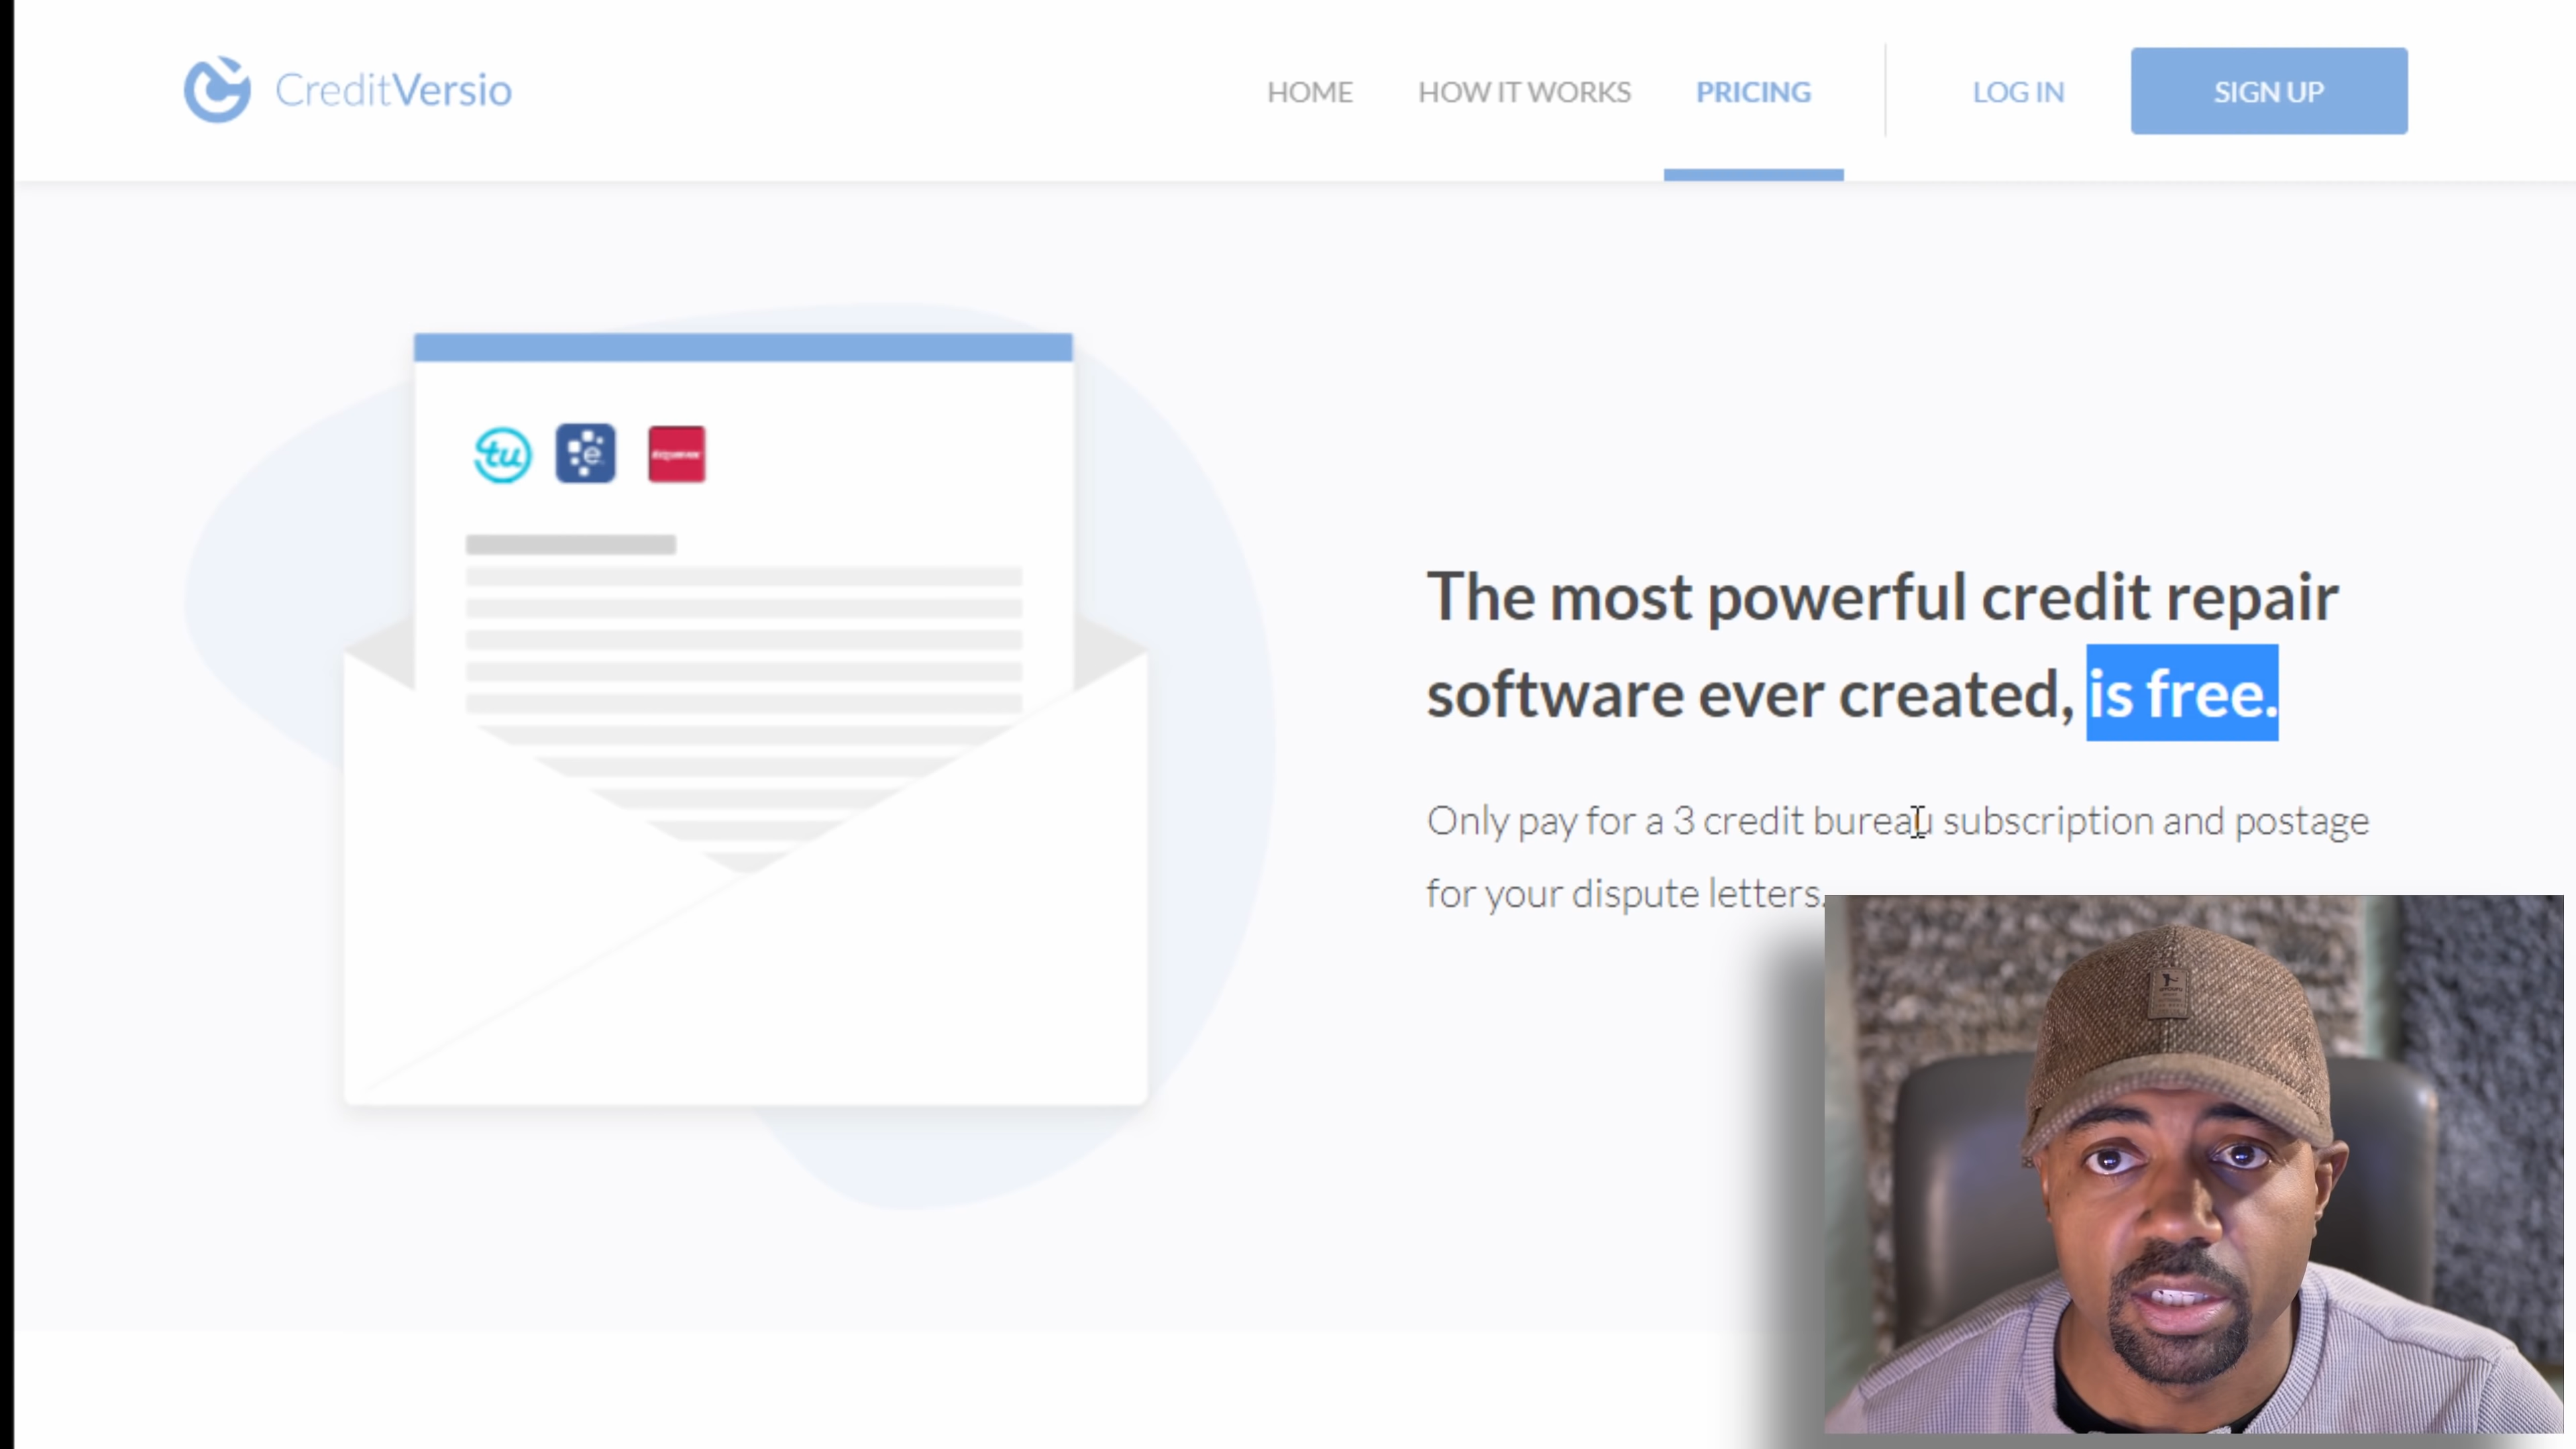 CreditVersio
HOME
HOW IT WORKS
PRICING
LOG IN
SIGN UP
tu
e
The most powerful credit repair
software ever created, is free.
Only pay for a 3 credit bureau subscription and postage
for your dispute letters.